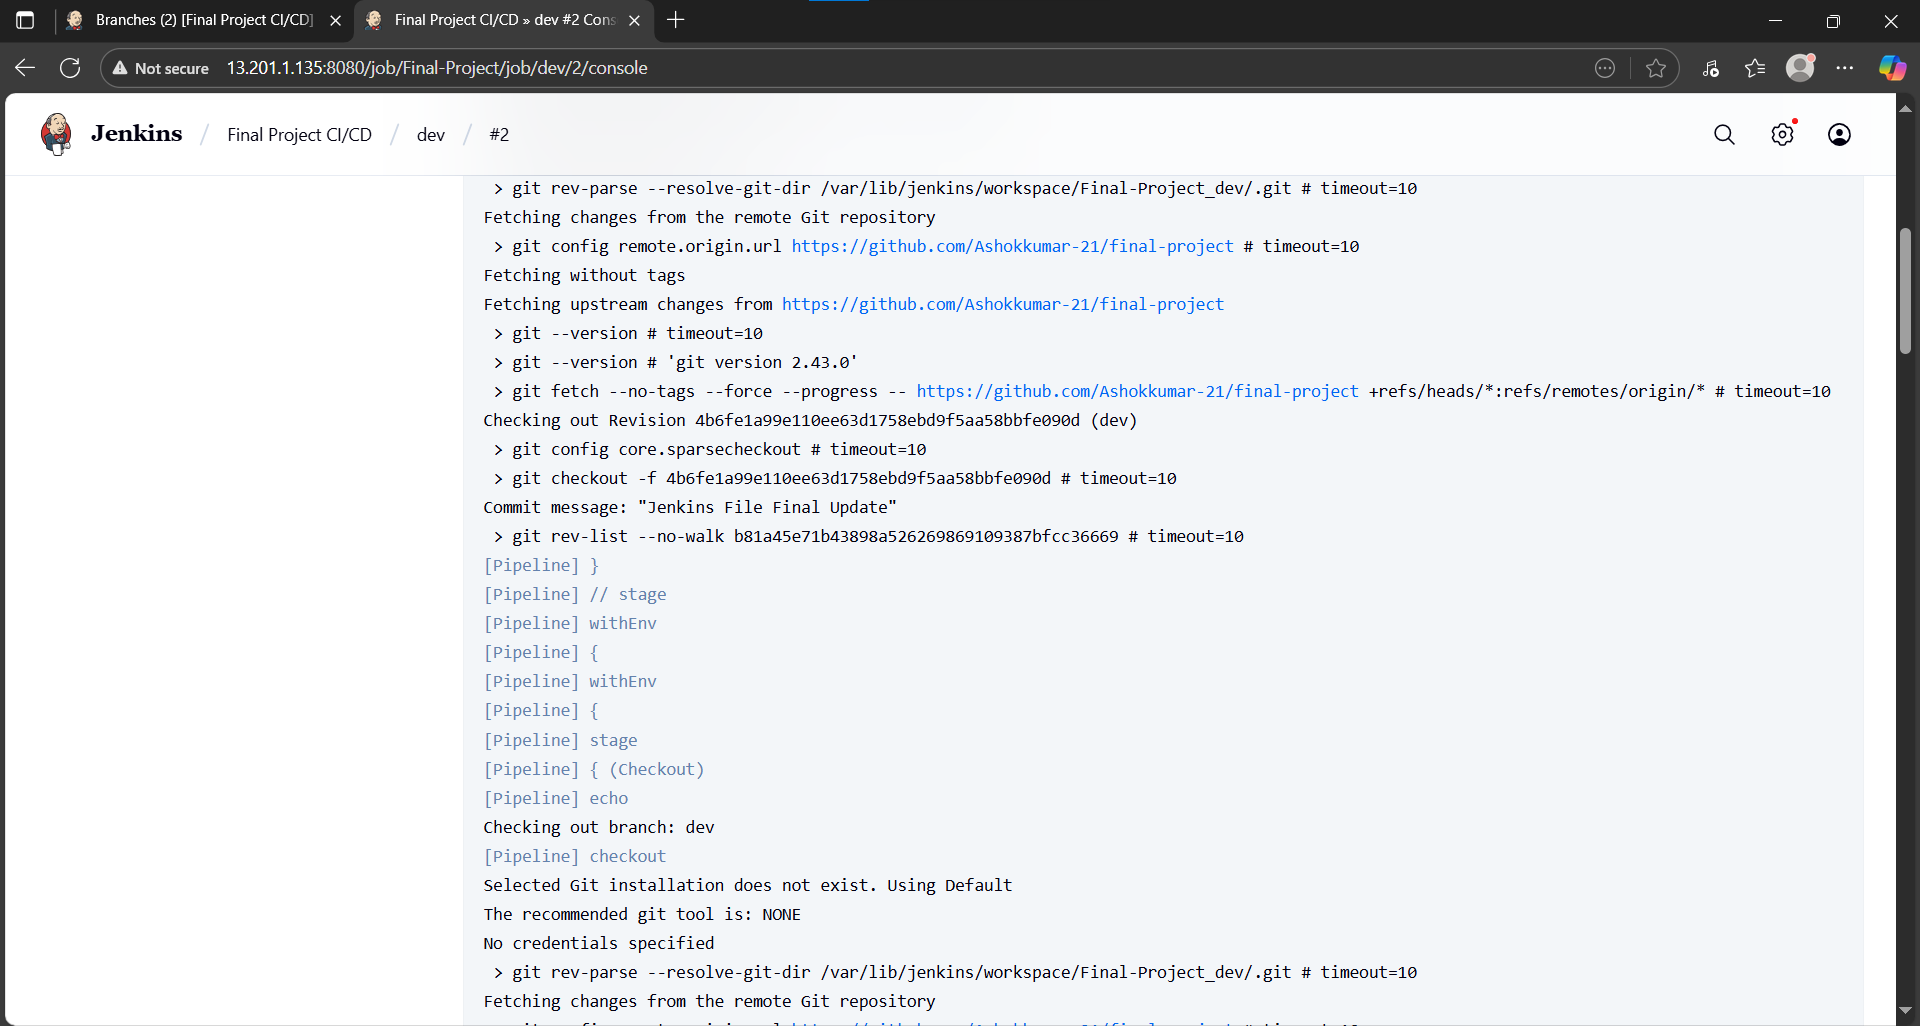 Branches (2) [Final Project CI/CD]
Final Project CI/CD » dev #2 Cons
Not secure 13.201.1.135:8080/job/Final-Project/job/dev/2/console
Jenkins / Final Project CI/CD / dev / #2
> git rev-parse --resolve-git-dir /var/lib/jenkins/workspace/Final-Project_dev/.git # timeout=10
Fetching changes from the remote Git repository
> git config remote.origin.url https://github.com/Ashokkumar-21/final-project # timeout=10
Fetching without tags
Fetching upstream changes from https://github.com/Ashokkumar-21/final-project
> git --version # timeout=10
> git --version # 'git version 2.43.0'
> git fetch --no-tags --force --progress -- https://github.com/Ashokkumar-21/final-project +refs/heads/*:refs/remotes/origin/* # timeout=10
Checking out Revision 4b6fe1a99e110ee63d1758ebd9f5aa58bbfe090d (dev)
> git config core.sparsecheckout # timeout=10
> git checkout -f 4b6fe1a99e110ee63d1758ebd9f5aa58bbfe090d # timeout=10
Commit message: "Jenkins File Final Update"
> git rev-list --no-walk b81a45e71b43898a526269869109387bfcc36669 # timeout=10
[Pipeline] }
[Pipeline] // stage
[Pipeline] withEnv
[Pipeline] {
[Pipeline] withEnv
[Pipeline] {
[Pipeline] stage
[Pipeline] { (Checkout)
[Pipeline] echo
Checking out branch: dev
[Pipeline] checkout
Selected Git installation does not exist. Using Default
The recommended git tool is: NONE
No credentials specified
> git rev-parse --resolve-git-dir /var/lib/jenkins/workspace/Final-Project_dev/.git # timeout=10
Fetching changes from the remote Git repository